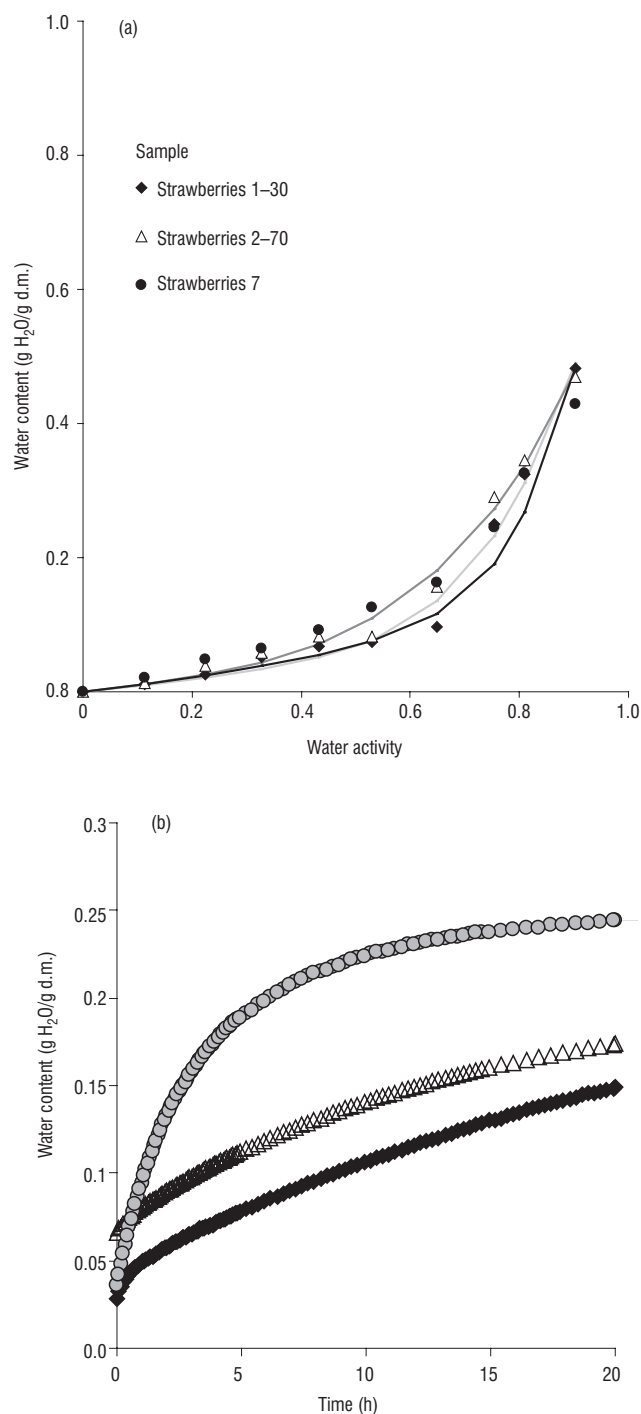 (a)
1.0
0.8
0.6
0.4
0.2
0.8
Water content (g H₂O/g d.m.)
Sample
Strawberries 1–30
Strawberries 2–70
Strawberries 7
0 0.2 0.4 0.6 0.8 1.0
Water activity
(b)
0.3
0.25
0.2
0.15
0.1
0.05
0.0
Water content (g H₂O/g d.m.)
0 5 10 15 20
Time (h)